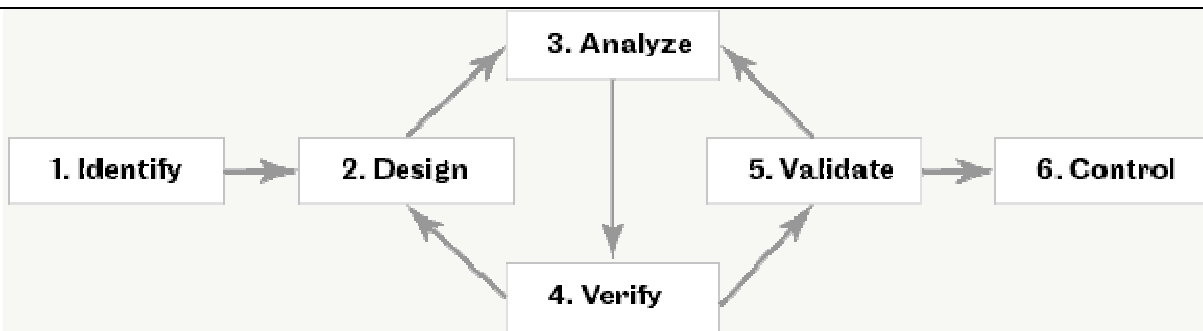 1. Identify
2. Design
3. Analyze
4. Verify
5. Validate
6. Control